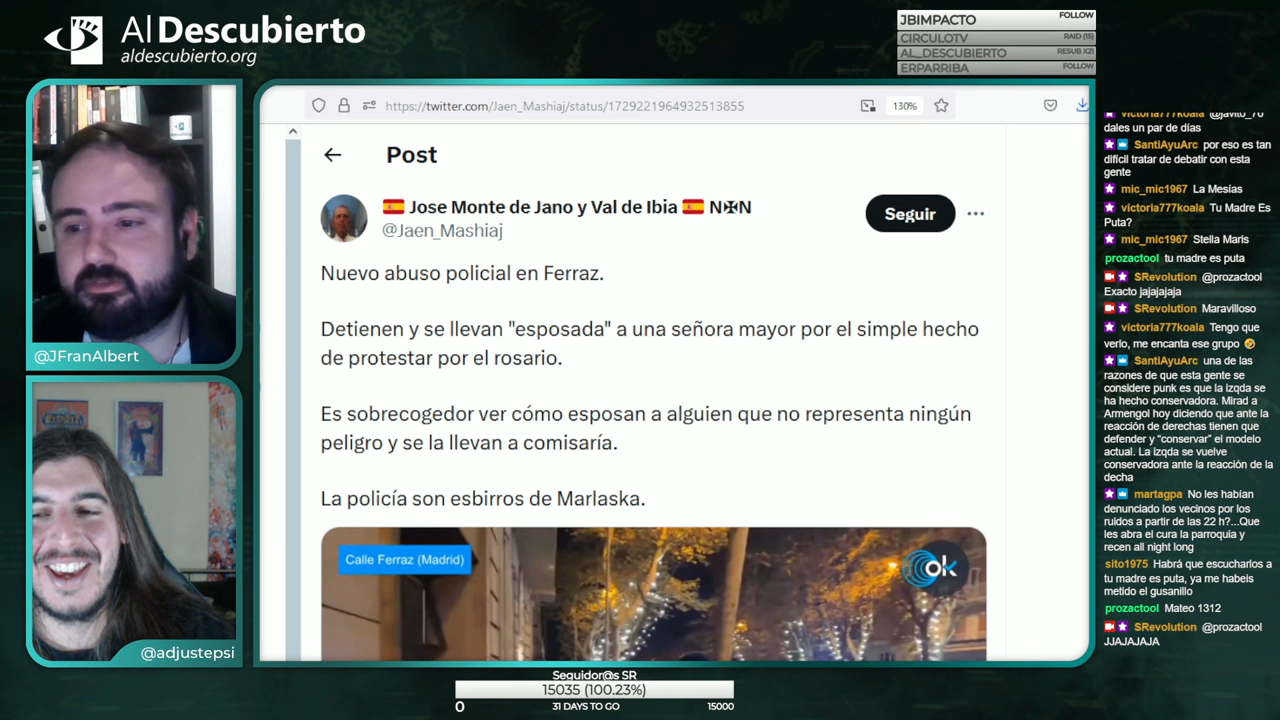 Al Descubierto
aldescubierto.org
JBIMPACTO FOLLOW
CIRCULOTV RAID (15)
AL_DESCUBIERTO RESUB X21
ERPARRIBA FOLLOW
@JFranAlbert
@adjustepsi
https://twitter.com/Jaen_Mashiaj/status/1729221964932513855
130%
Post
Jose Monte de Jano y Val de Ibia N✠N
@Jaen_Mashiaj
Seguir
Nuevo abuso policial en Ferraz.
Detienen y se llevan "esposada" a una señora mayor por el simple hecho
de protestar por el rosario.
Es sobrecogedor ver cómo esposan a alguien que no representa ningún
peligro y se la llevan a comisaría.
La policía son esbirros de Marlaska.
Calle Ferraz (Madrid)
ok
victoria777koala @javito_76
dales un par de días
SantiAyuArc por eso es tan
difícil tratar de debatir con esta
gente
mic_mic1967 La Mesías
victoria777koala Tu Madre Es
Puta?
mic_mic1967 Stella Maris
prozactool tu madre es puta
SRevolution @prozactool
Exacto jajajajaja
SRevolution Maravilloso
victoria777koala Tengo que
verlo, me encanta ese grupo 🤣
SantiAyuArc una de las
razones de que esta gente se
considere punk es que la izqda se
ha hecho conservadora. Mirad a
Armengol hoy diciendo que ante la
reacción de derechas tienen que
defender y “conservar” el modelo
actual. La izqda se vuelve
conservadora ante la reacción de la
decha
martagpa No les habían
denunciado los vecinos por los
ruidos a partir de las 22 h?...Que
les abra el cura la parroquia y
recen all night long
sito1975 Habrá que escucharlos a
tu madre es puta, ya me habeis
metido el gusanillo
prozactool Mateo 1312
SRevolution @prozactool
JJAJAJAJA
Seguidor@s SR
15035 (100.23%)
0 31 DAYS TO GO 15000